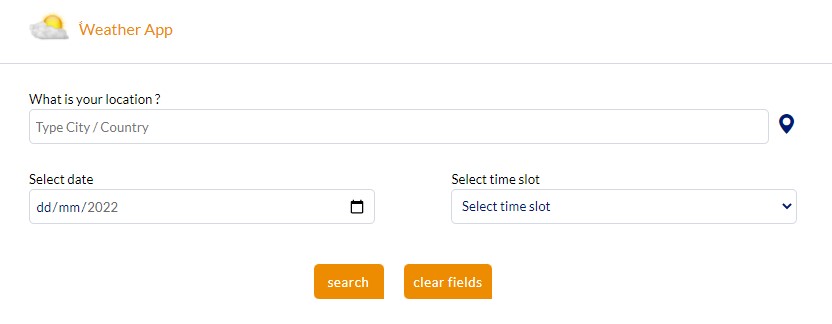 Weather App
What is your location ?
Type City / Country
Select date
Select time slot
dd/mm/2022
Select time slot
search
clear fields